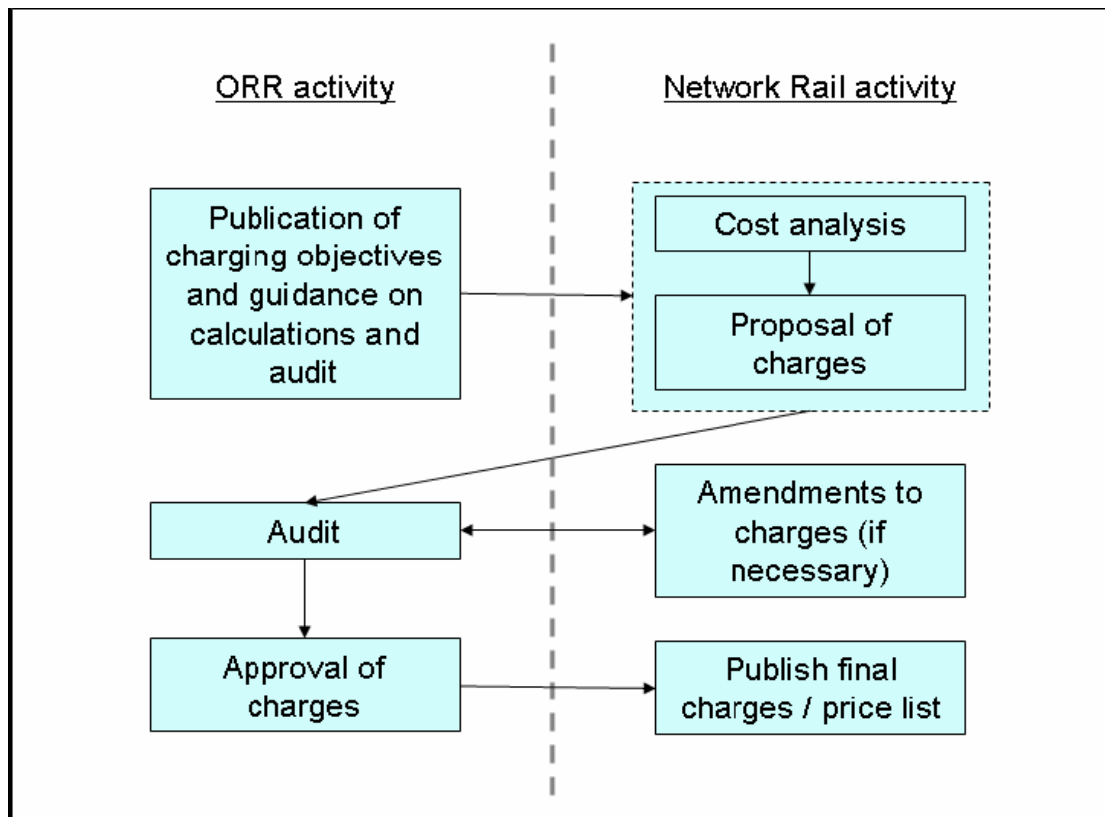 ORR activity
Network Rail activity
Publication of
charging objectives
and guidance on
calculations and
audit
Cost analysis
Proposal of
charges
Audit
Amendments to
charges (if
necessary)
Approval of
charges
Publish final
charges / price list